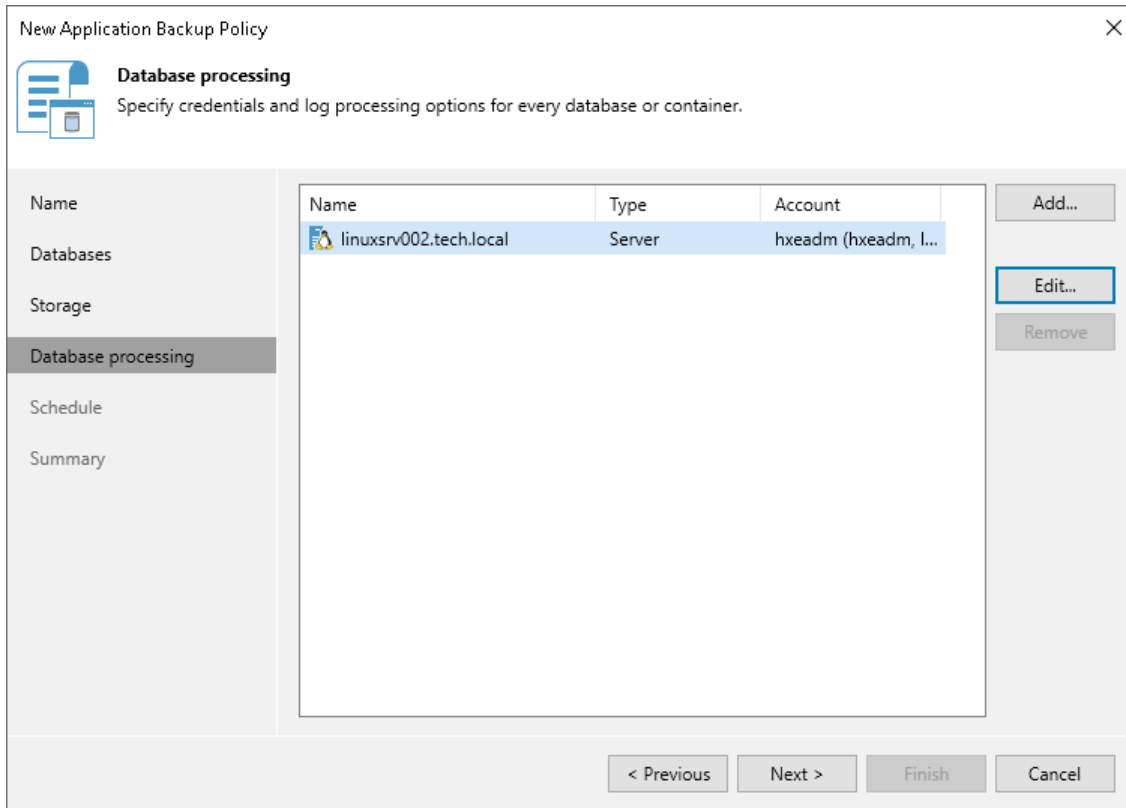 New Application Backup Policy
Database processing
Specify credentials and log processing options for every database or container.
Name
Databases
Storage
Database processing
Schedule
Summary
Name Type Account
linuxsrv002.tech.local Server hxeadm (hxeadm, l...
Add...
Edit...
Remove
< Previous
Next >
Finish
Cancel